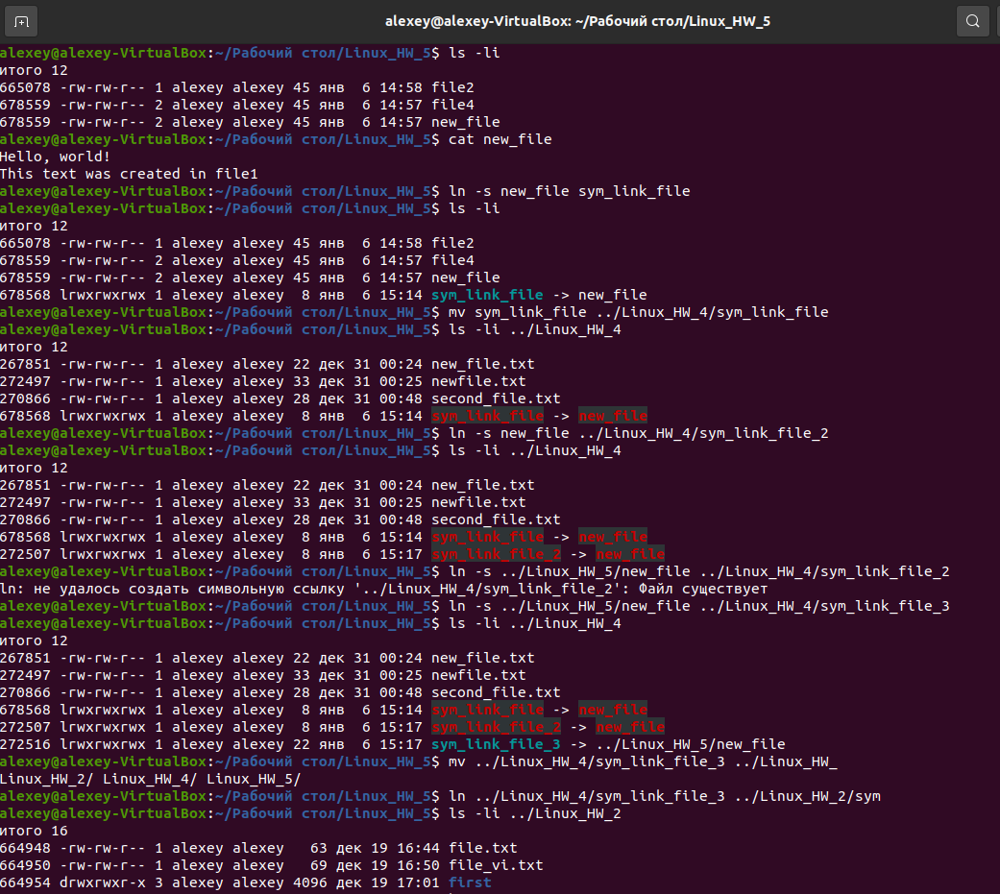 alexey@alexey-VirtualBox: ~/Рабочий стол/Linux_HW_5
alexey@alexey-VirtualBox:~/Рабочий стол/Linux_HW_5$ ls -li
итого 12
665078 -rw-rw-r-- 1 alexey alexey 45 янв  6 14:58 file2
678559 -rw-rw-r-- 2 alexey alexey 45 янв  6 14:57 file4
678559 -rw-rw-r-- 2 alexey alexey 45 янв  6 14:57 new_file
alexey@alexey-VirtualBox:~/Рабочий стол/Linux_HW_5$ cat new_file
Hello, world!
This text was created in file1
alexey@alexey-VirtualBox:~/Рабочий стол/Linux_HW_5$ ln -s new_file sym_link_file
alexey@alexey-VirtualBox:~/Рабочий стол/Linux_HW_5$ ls -li
итого 12
665078 -rw-rw-r-- 1 alexey alexey 45 янв  6 14:58 file2
678559 -rw-rw-r-- 2 alexey alexey 45 янв  6 14:57 file4
678559 -rw-rw-r-- 2 alexey alexey 45 янв  6 14:57 new_file
678568 lrwxrwxrwx 1 alexey alexey  8 янв  6 15:14 sym_link_file -> new_file
alexey@alexey-VirtualBox:~/Рабочий стол/Linux_HW_5$ mv sym_link_file ../Linux_HW_4/sym_link_file
alexey@alexey-VirtualBox:~/Рабочий стол/Linux_HW_5$ ls -li ../Linux_HW_4
итого 12
267851 -rw-rw-r-- 1 alexey alexey 22 дек 31 00:24 new_file.txt
272497 -rw-rw-r-- 1 alexey alexey 33 дек 31 00:25 newfile.txt
270866 -rw-rw-r-- 1 alexey alexey 28 дек 31 00:48 second_file.txt
678568 lrwxrwxrwx 1 alexey alexey  8 янв  6 15:14 sym_link_file -> new_file
alexey@alexey-VirtualBox:~/Рабочий стол/Linux_HW_5$ ln -s new_file ../Linux_HW_4/sym_link_file_2
alexey@alexey-VirtualBox:~/Рабочий стол/Linux_HW_5$ ls -li ../Linux_HW_4
итого 12
267851 -rw-rw-r-- 1 alexey alexey 22 дек 31 00:24 new_file.txt
272497 -rw-rw-r-- 1 alexey alexey 33 дек 31 00:25 newfile.txt
270866 -rw-rw-r-- 1 alexey alexey 28 дек 31 00:48 second_file.txt
678568 lrwxrwxrwx 1 alexey alexey  8 янв  6 15:14 sym_link_file -> new_file
272507 lrwxrwxrwx 1 alexey alexey  8 янв  6 15:17 sym_link_file_2 -> new_file
alexey@alexey-VirtualBox:~/Рабочий стол/Linux_HW_5$ ln -s ../Linux_HW_5/new_file ../Linux_HW_4/sym_link_file_2
ln: не удалось создать символьную ссылку '../Linux_HW_4/sym_link_file_2': Файл существует
alexey@alexey-VirtualBox:~/Рабочий стол/Linux_HW_5$ ln -s ../Linux_HW_5/new_file ../Linux_HW_4/sym_link_file_3
alexey@alexey-VirtualBox:~/Рабочий стол/Linux_HW_5$ ls -li ../Linux_HW_4
итого 12
267851 -rw-rw-r-- 1 alexey alexey 22 дек 31 00:24 new_file.txt
272497 -rw-rw-r-- 1 alexey alexey 33 дек 31 00:25 newfile.txt
270866 -rw-rw-r-- 1 alexey alexey 28 дек 31 00:48 second_file.txt
678568 lrwxrwxrwx 1 alexey alexey  8 янв  6 15:14 sym_link_file -> new_file
272507 lrwxrwxrwx 1 alexey alexey  8 янв  6 15:17 sym_link_file_2 -> new_file
272516 lrwxrwxrwx 1 alexey alexey 22 янв  6 15:17 sym_link_file_3 -> ../Linux_HW_5/new_file
alexey@alexey-VirtualBox:~/Рабочий стол/Linux_HW_5$ mv ../Linux_HW_4/sym_link_file_3 ../Linux_HW_
Linux_HW_2/ Linux_HW_4/ Linux_HW_5/
alexey@alexey-VirtualBox:~/Рабочий стол/Linux_HW_5$ ln ../Linux_HW_4/sym_link_file_3 ../Linux_HW_2/sym
alexey@alexey-VirtualBox:~/Рабочий стол/Linux_HW_5$ ls -li ../Linux_HW_2
итого 16
664948 -rw-rw-r-- 1 alexey alexey   63 дек 19 16:44 file.txt
664950 -rw-rw-r-- 1 alexey alexey   69 дек 19 16:50 file_vi.txt
664954 drwxrwxr-x 3 alexey alexey 4096 дек 19 17:01 first